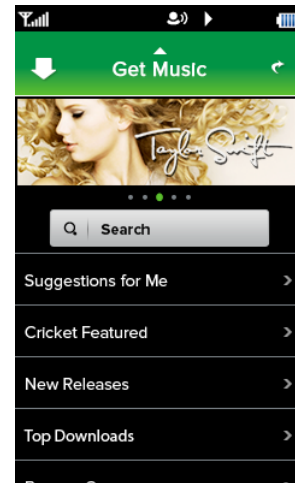 Get Music
Taylor Swift
Search
Suggestions for Me
Cricket Featured
New Releases
Top Downloads